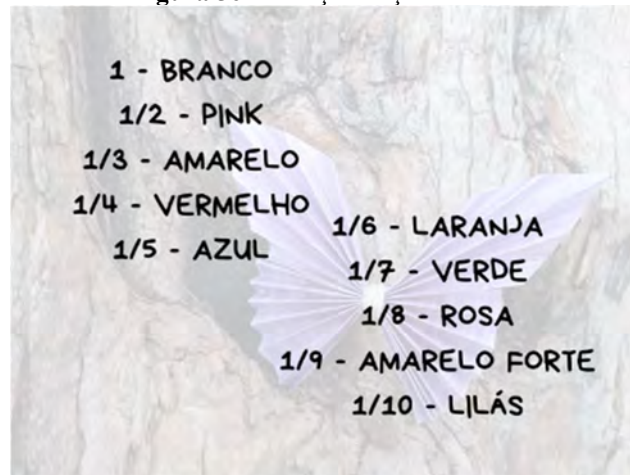 1 - BRANCO
1/2 - PINK
1/3 - AMARELO
1/4 - VERMELHO
1/5 - AZUL
1/6 - LARANJA
1/7 - VERDE
1/8 - ROSA
1/9 - AMARELO FORTE
1/10 - LILÁS